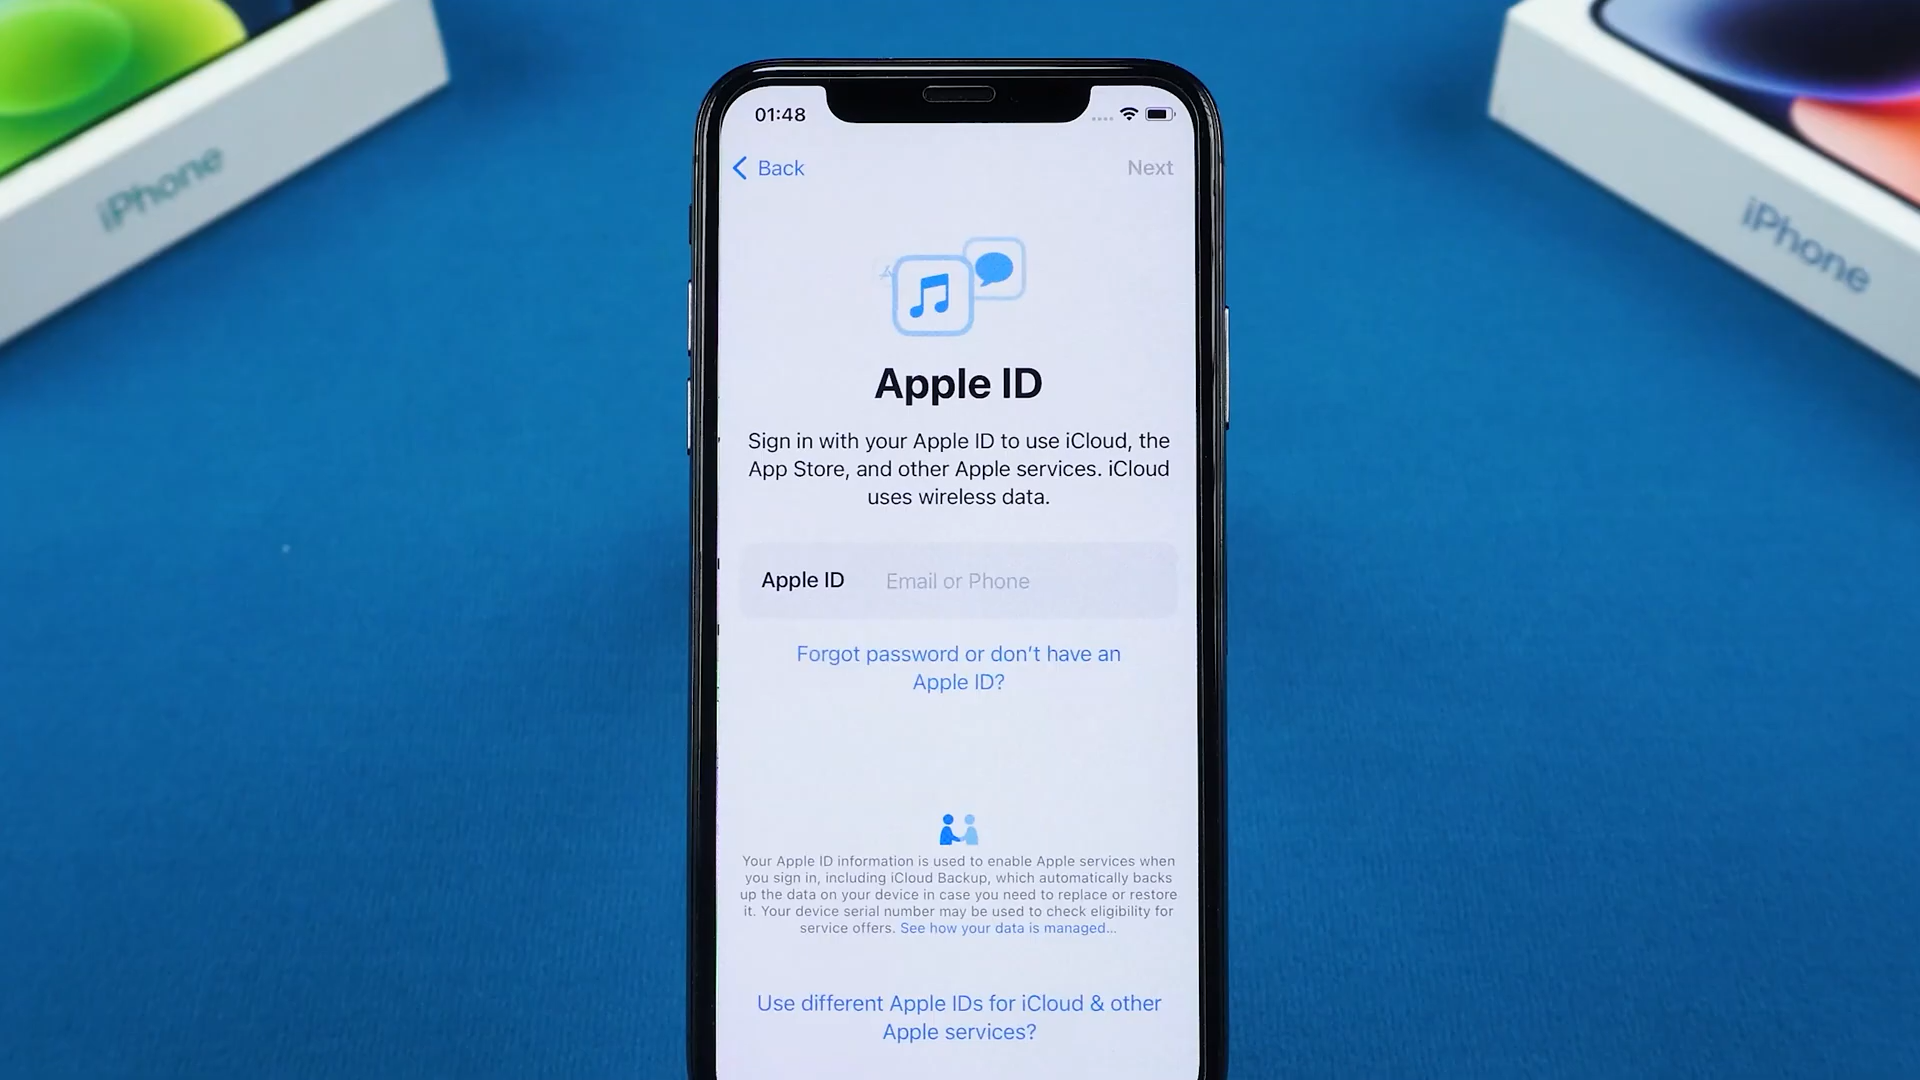 iPhone
iPhone
01:48
Back
Next
Apple ID
Sign in with your Apple ID to use iCloud, the
App Store, and other Apple services. iCloud
uses wireless data.
Apple ID Email or Phone
Forgot password or don't have an
Apple ID?
Your Apple ID information is used to enable Apple services when
you sign in, including iCloud Backup, which automatically backs
up the data on your device in case you need to replace or restore
it. Your device serial number may be used to check eligibility for
service offers. See how your data is managed...
Use different Apple IDs for iCloud & other
Apple services?